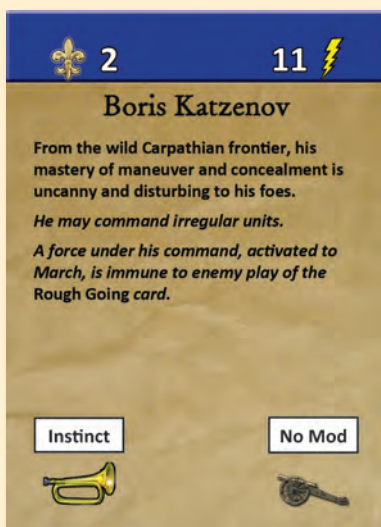 2 11
Boris Katzenov
From the wild Carpathian frontier, his
mastery of maneuver and concealment is
uncanny and disturbing to his foes.
He may command irregular units.
A force under his command, activated to
March, is immune to enemy play of the
Rough Going card.
Instinct No Mod